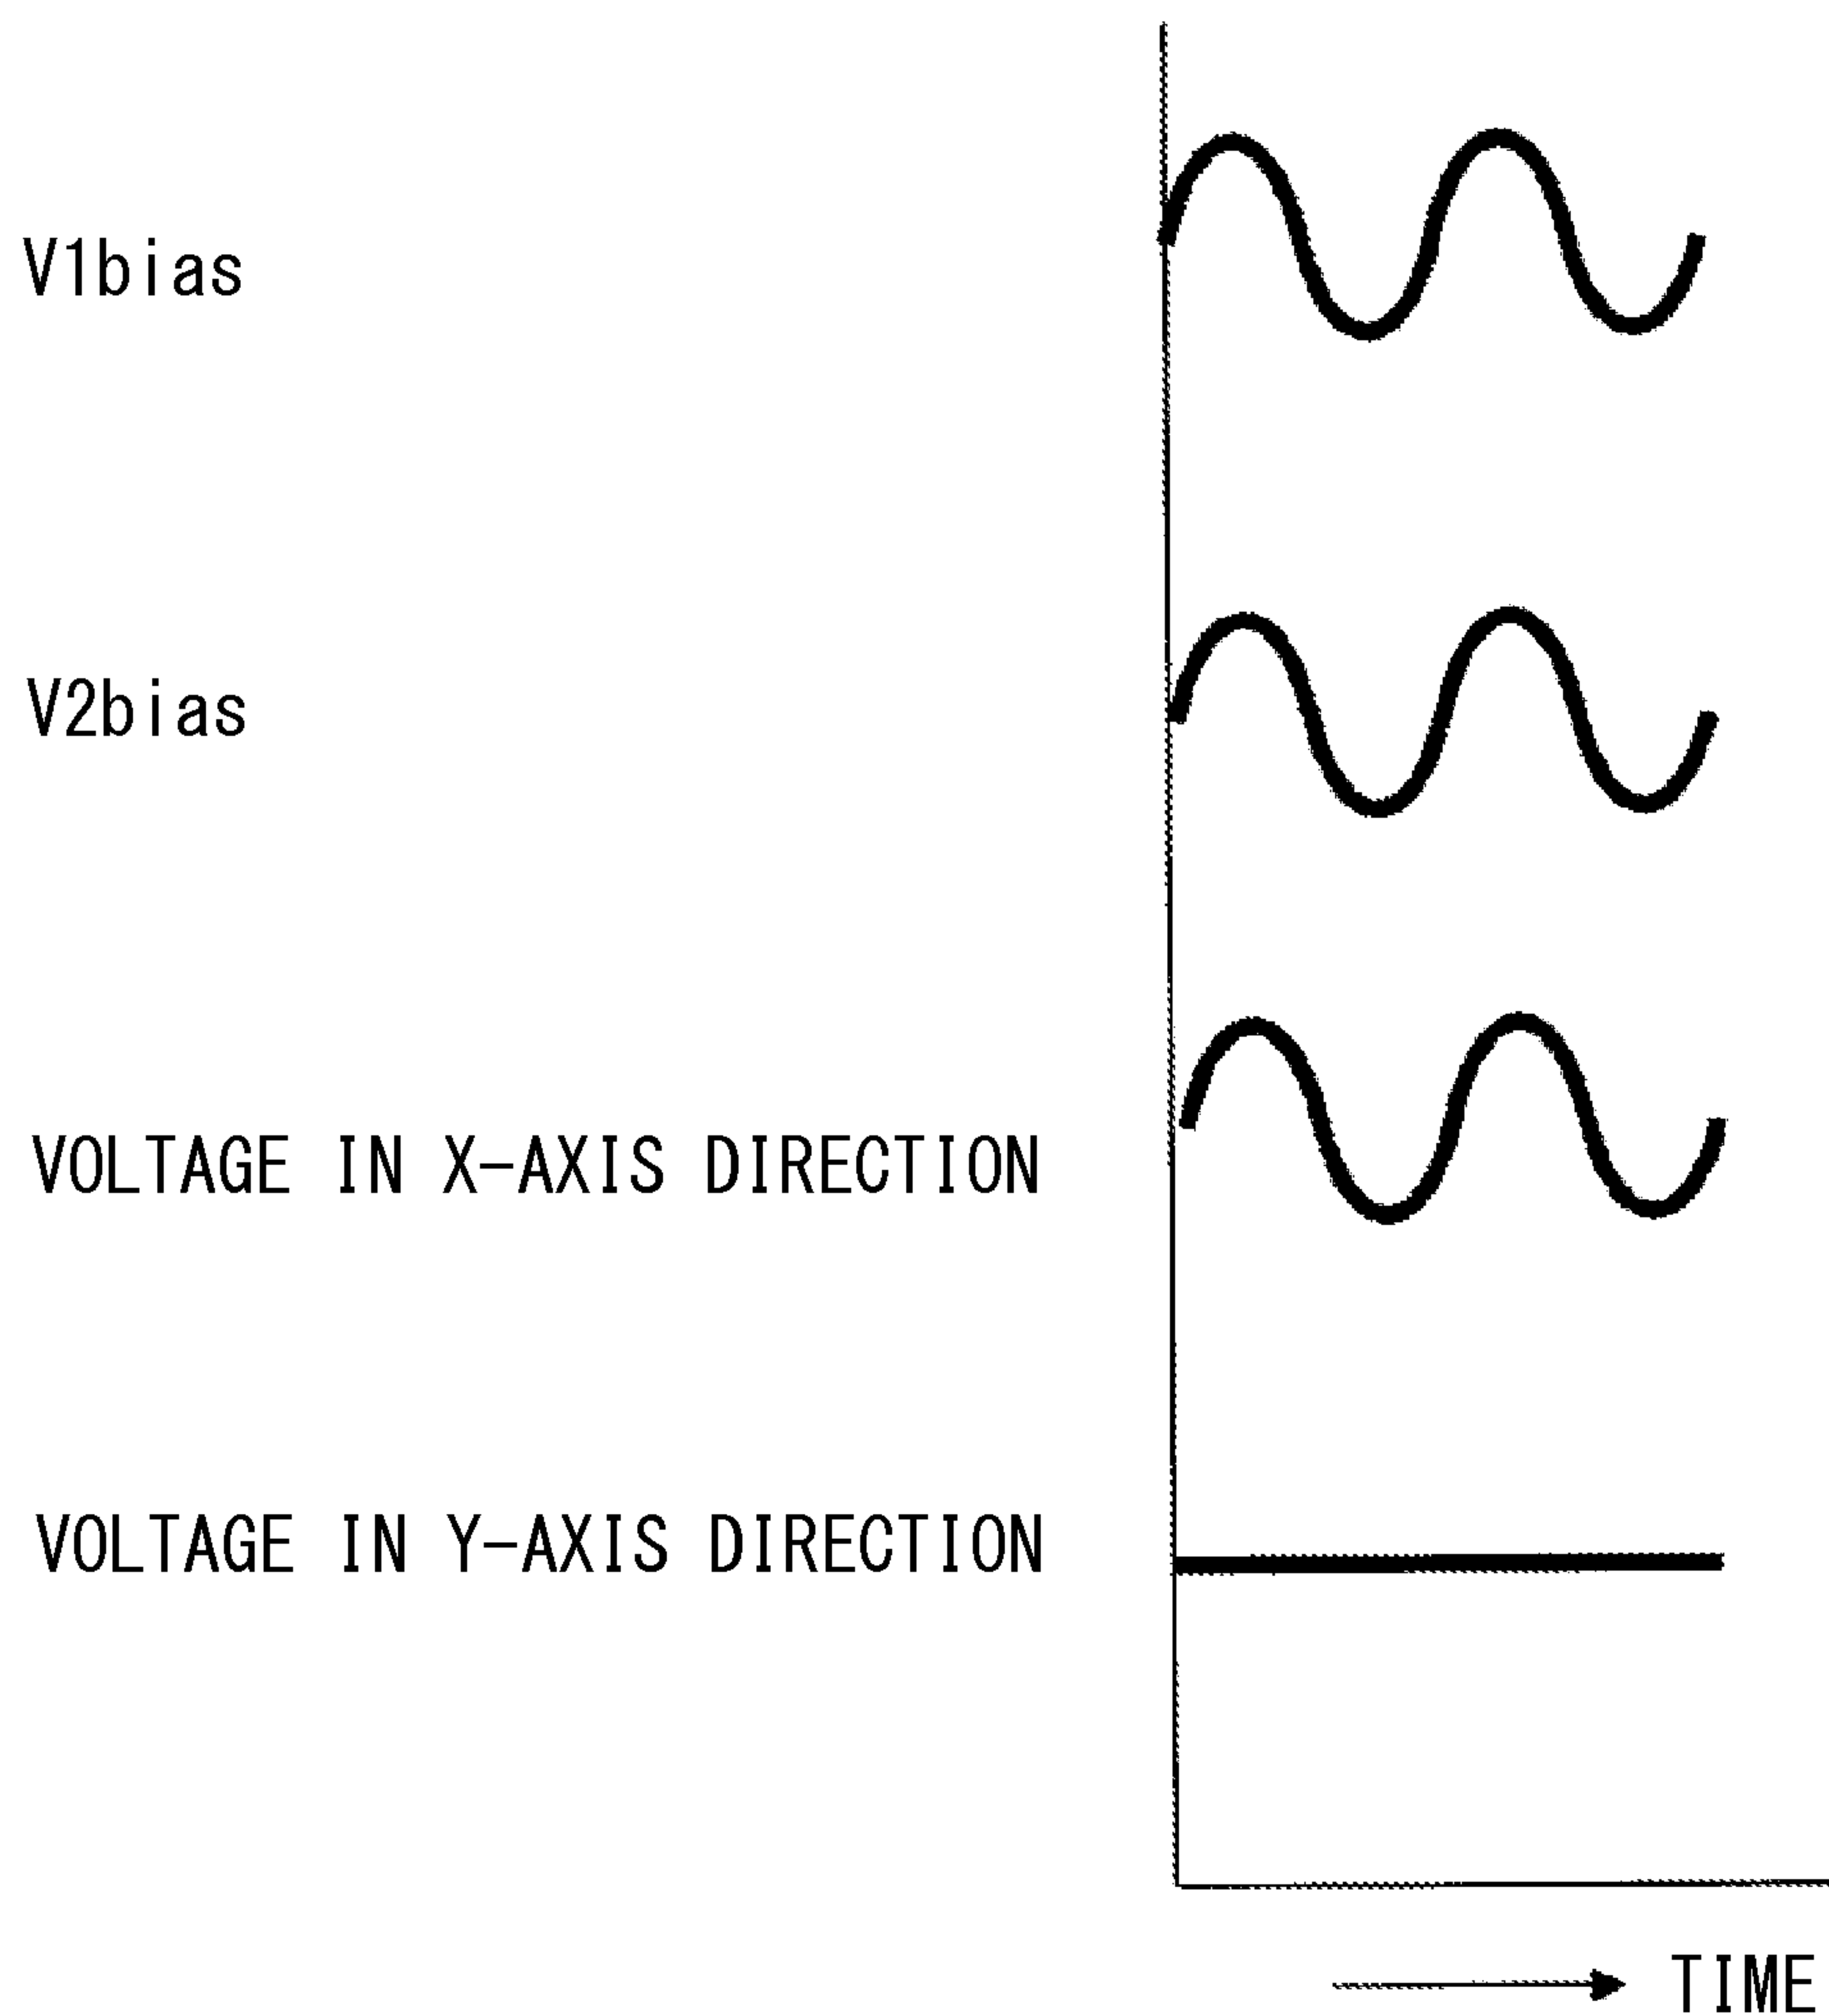 V1bias
V2bias
VOLTAGE IN X-AXIS DIRECTION
VOLTAGE IN Y-AXIS DIRECTION
TIME